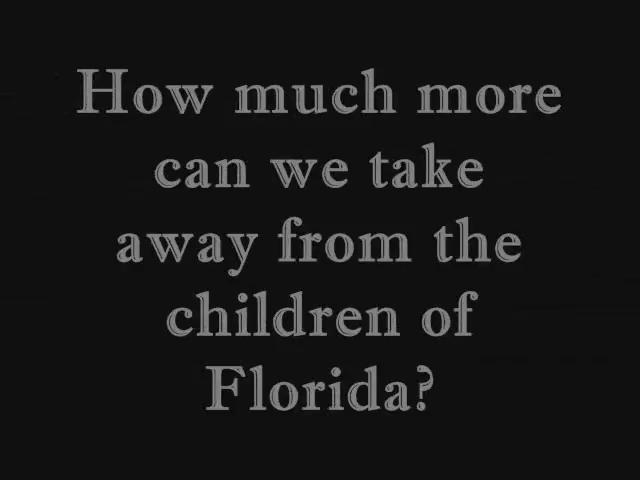 How much more
can we take
away from the
children of
Florida?